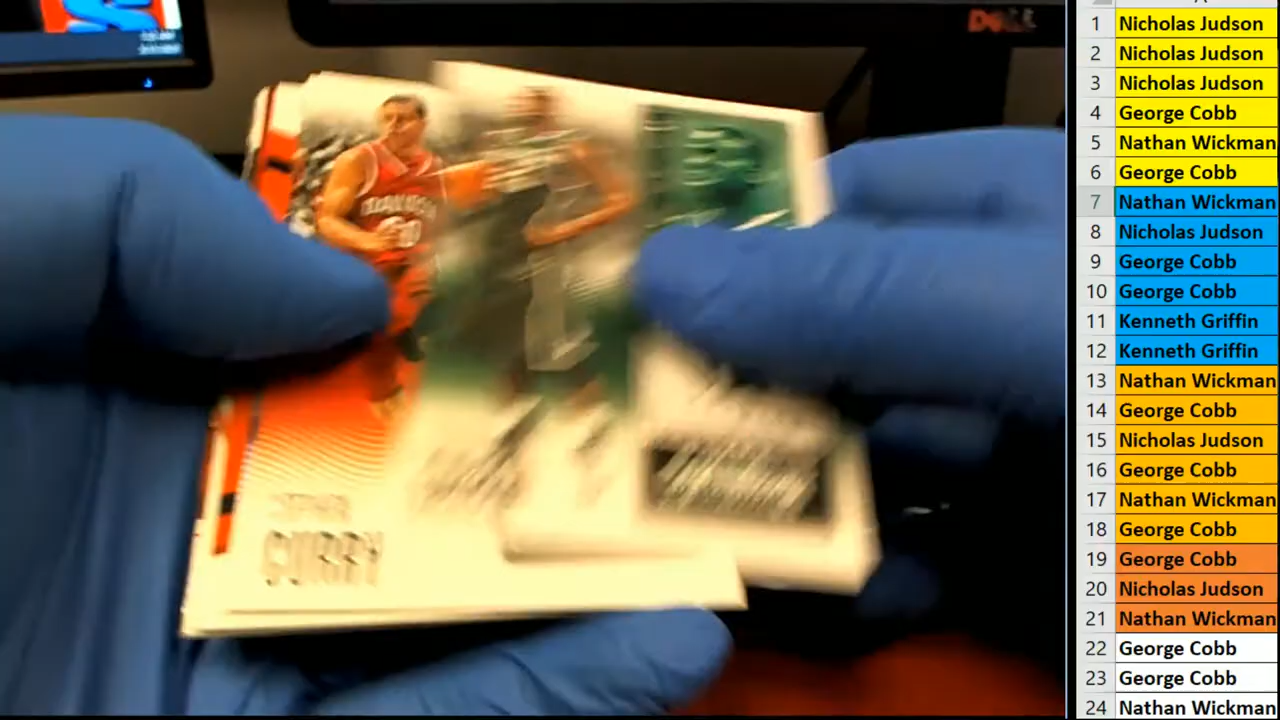 DELL
DAVIDSON
CURRY
1 Nicholas Judson
2 Nicholas Judson
3 Nicholas Judson
4 George Cobb
5 Nathan Wickman
6 George Cobb
7 Nathan Wickman
8 Nicholas Judson
9 George Cobb
10 George Cobb
11 Kenneth Griffin
12 Kenneth Griffin
13 Nathan Wickman
14 George Cobb
15 Nicholas Judson
16 George Cobb
17 Nathan Wickman
18 George Cobb
19 George Cobb
20 Nicholas Judson
21 Nathan Wickman
22 George Cobb
23 George Cobb
24 Nathan Wickman